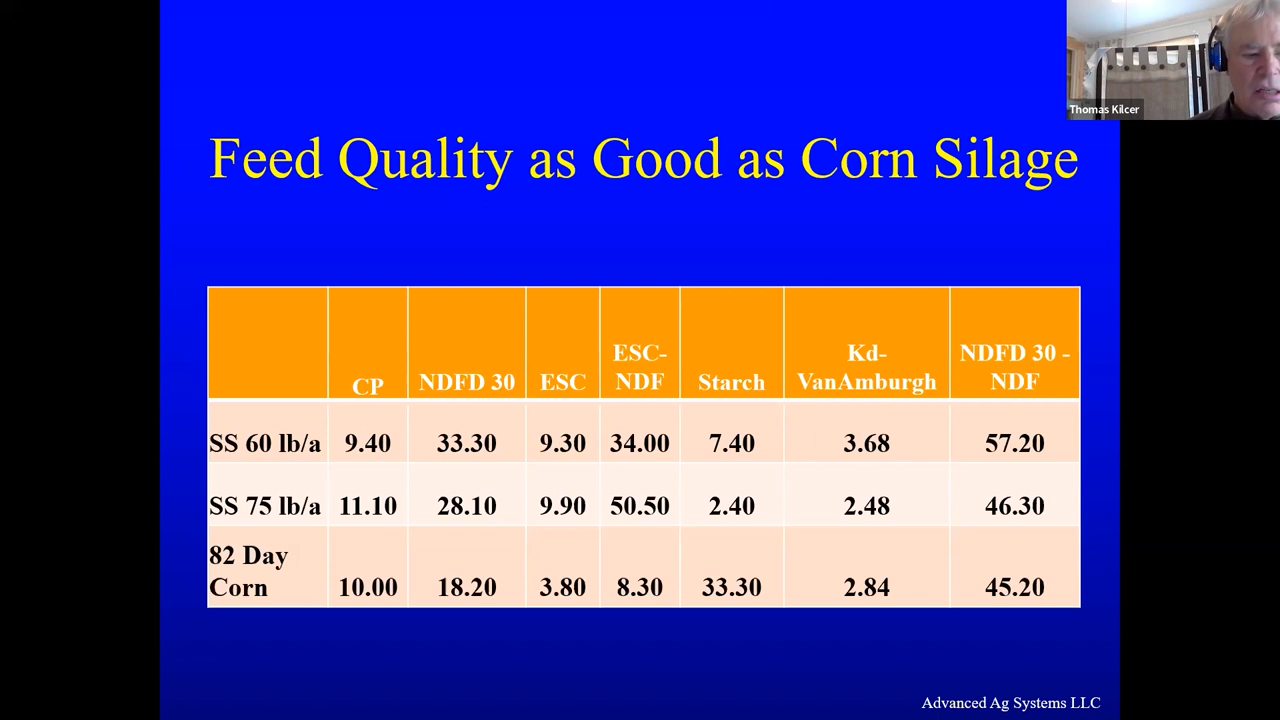 Thomas Kilcer
Feed Quality as Good as Corn Silage
CP NDFD 30 ESC ESC-NDF Starch Kd-VanAmburgh NDFD 30 - NDF
SS 60 lb/a 9.40 33.30 9.30 34.00 7.40 3.68 57.20
SS 75 lb/a 11.10 28.10 9.90 50.50 2.40 2.48 46.30
82 Day Corn 10.00 18.20 3.80 8.30 33.30 2.84 45.20
Advanced Ag Systems LLC